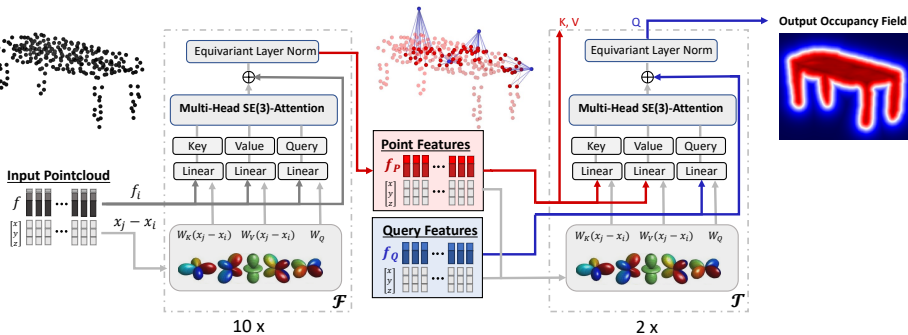 Equivariant Layer Norm
Multi-Head SE(3)-Attention
Key Value Query
Linear Linear Linear
Input Pointcloud
f
[x y z]
f_i
x_j − x_i
W_K(x_j − x_i) W_V(x_j − x_i) W_Q
ℱ
10 x
Point Features
f_P
[x y z]
Query Features
f_Q
[x y z]
K, V
Q
Equivariant Layer Norm
Multi-Head SE(3)-Attention
Key Value Query
Linear Linear Linear
W_K(x_j − x_i) W_V(x_j − x_i) W_Q
𝒯
2 x
Output Occupancy Field